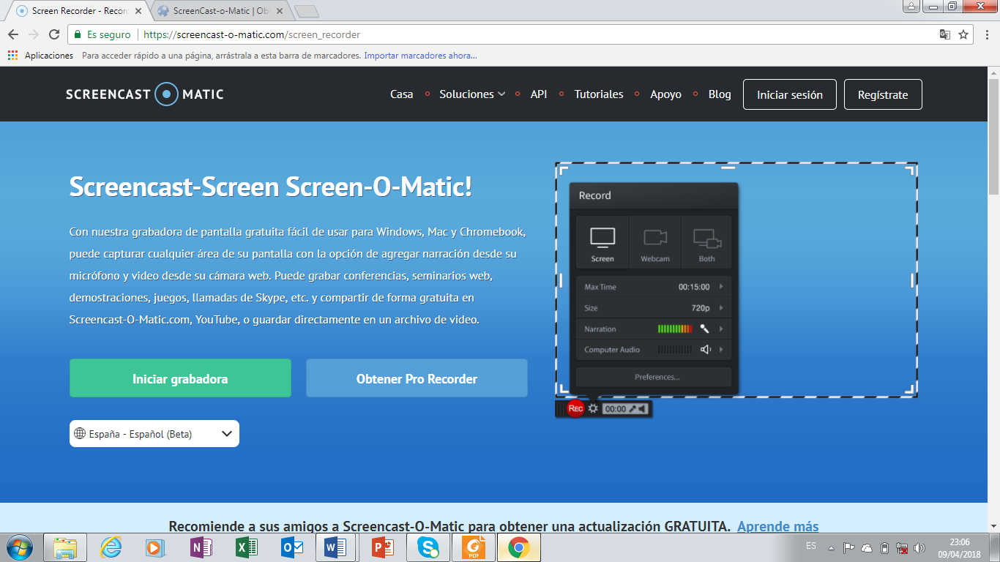 Screen Recorder - Record
ScreenCast-o-Matic | Ob
Es seguro
https://screencast-o-matic.com/screen_recorder
Aplicaciones
Para acceder rápido a una página, arrástrala a esta barra de marcadores. Importar marcadores ahora...
SCREENCAST MATIC
Casa
Soluciones
API
Tutoriales
Apoyo
Blog
Iniciar sesión
Regístrate
Screencast-Screen Screen-O-Matic!
Con nuestra grabadora de pantalla gratuita fácil de usar para Windows, Mac y Chromebook,
puede capturar cualquier área de su pantalla con la opción de agregar narración desde su
micrófono y video desde su cámara web. Puede grabar conferencias, seminarios web,
demostraciones, juegos, llamadas de Skype, etc. y compartir de forma gratuita en
Screencast-O-Matic.com, YouTube, o guardar directamente en un archivo de video.
Iniciar grabadora
Obtener Pro Recorder
España - Español (Beta)
Record
Screen
Webcam
Both
Max Time 00:15:00
Size 720p
Narration
Computer Audio
Preferences...
REC
00:00
Recomiende a sus amigos a Screencast-O-Matic para obtener una actualización GRATUITA. Aprende más
PDF
ES
23:06
09/04/2018